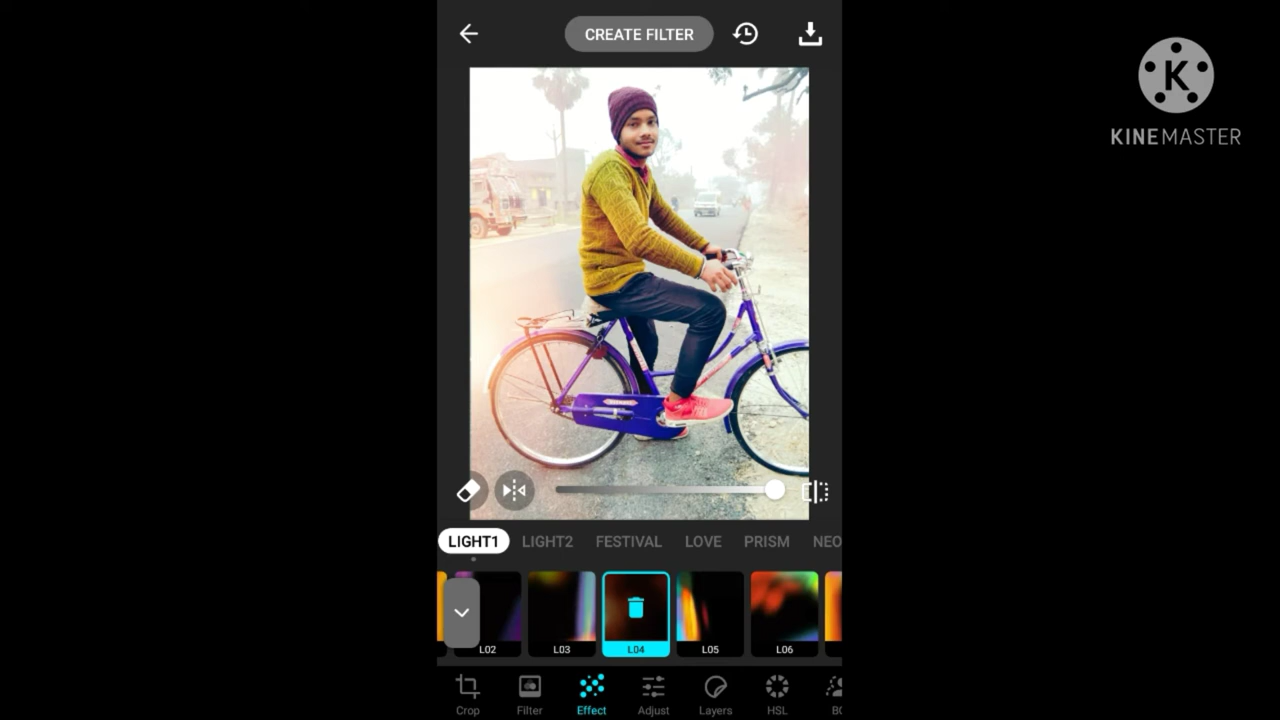 CREATE FILTER
K
KINEMASTER
LIGHT1 LIGHT2 FESTIVAL LOVE PRISM NEO
L02 L03 L04 L05 L06
Crop Filter Effect Adjust Layers HSL